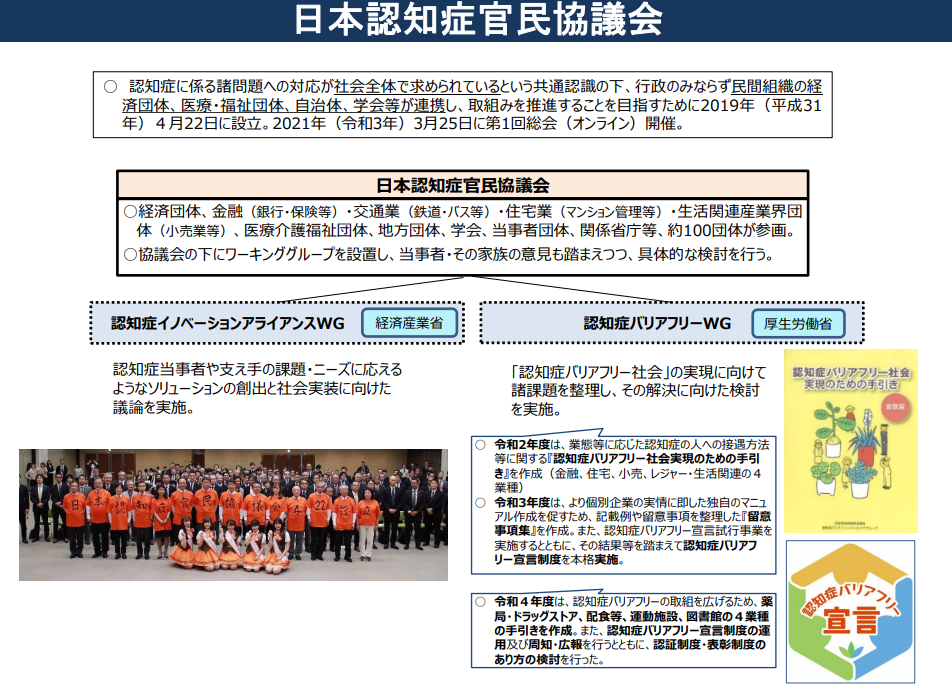 日本認知症官民協議会
○ 認知症に係る諸問題への対応が社会全体で求められているという共通認識の下、行政のみならず民間組織の経
済団体、医療・福祉団体、自治体、学会等が連携し、取組みを推進することを目指すために2019年（平成31
年）４月22日に設立。2021年（令和3年）3月25日に第1回総会（オンライン）開催。
日本認知症官民協議会
○経済団体、金融（銀行・保険等）・交通業（鉄道・バス等）・住宅業（マンション管理等）・生活関連産業界団
体（小売業等）、医療介護福祉団体、地方団体、学会、当事者団体、関係省庁等、約100団体が参画。
○協議会の下にワーキンググループを設置し、当事者・その家族の意見も踏まえつつ、具体的な検討を行う。
認知症イノベーションアライアンスWG
経済産業省
認知症バリアフリーWG
厚生労働省
認知症当事者や支え手の課題・ニーズに応える
ようなソリューションの創出と社会実装に向けた
議論を実施。
「認知症バリアフリー社会」の実現に向けて
諸課題を整理し、その解決に向けた検討
を実施。
認知症バリアフリー社会
実現のための手引き
金融編
日本認知症官民協議会
○ 令和2年度は、業態等に応じた認知症の人への接遇方法
等に関する『認知症バリアフリー社会実現のための手引
き』を作成（金融、住宅、小売、レジャー・生活関連の４
業種）
○ 令和3年度は、より個別企業の実情に即した独自のマニュ
アル作成を促すため、記載例や留意事項を整理した『留意
事項集』を作成。また、認知症バリアフリー宣言試行事業を
実施するとともに、その結果等を踏まえて認知症バリアフ
リー宣言制度を本格実施。
日本認知症官民協議会４22設立
○ 令和４年度は、認知症バリアフリーの取組を広げるため、薬
局・ドラッグストア、配食等、運動施設、図書館の４業種
の手引きを作成。また、認知症バリアフリー宣言制度の運
用及び周知・広報を行うとともに、認証制度・表彰制度の
あり方の検討を行った。
認知症バリアフリー
宣言